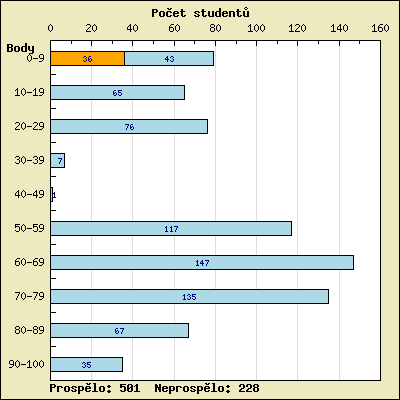 Počet studentů
0 20 40 60 80 100 120 140 160
Body
0-9 36 43
10-19 65
20-29 76
30-39 7
40-49 1
50-59 117
60-69 147
70-79 135
80-89 67
90-100 35
Prospělo: 501 Neprospělo: 228